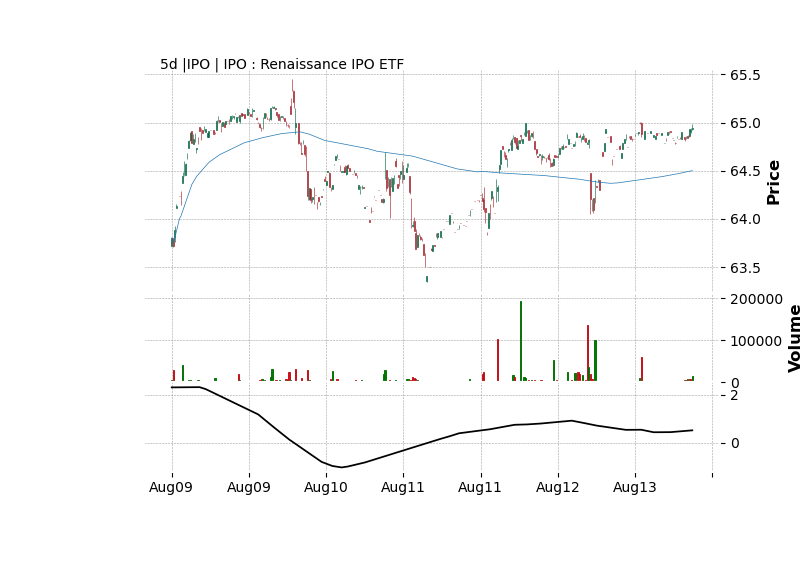 5d |IPO | IPO : Renaissance IPO ETF
65.5
65.0
64.5
64.0
63.5
Price
200000
100000
0
Volume
2
0
Aug09
Aug09
Aug10
Aug11
Aug11
Aug12
Aug13